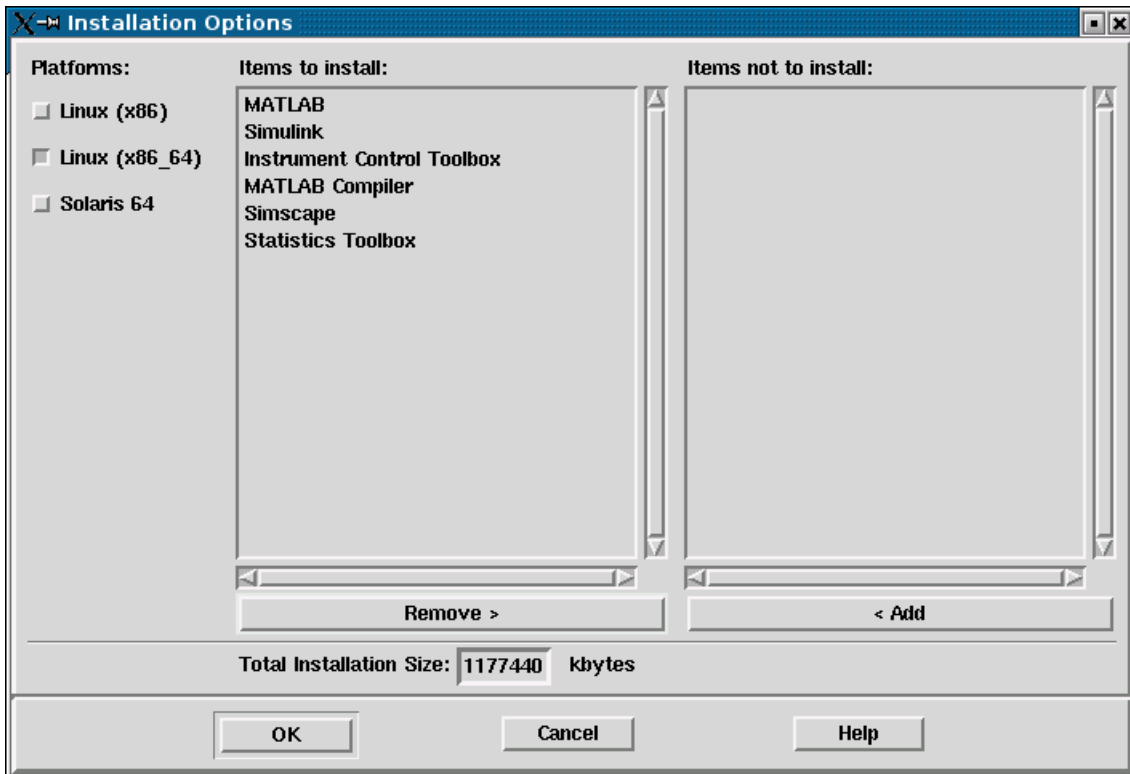 Installation Options
Platforms:
Linux (x86)
Linux (x86_64)
Solaris 64
Items to install:
MATLAB
Simulink
Instrument Control Toolbox
MATLAB Compiler
Simscape
Statistics Toolbox
Remove >
Items not to install:
< Add
Total Installation Size: 1177440 kbytes
OK Cancel Help